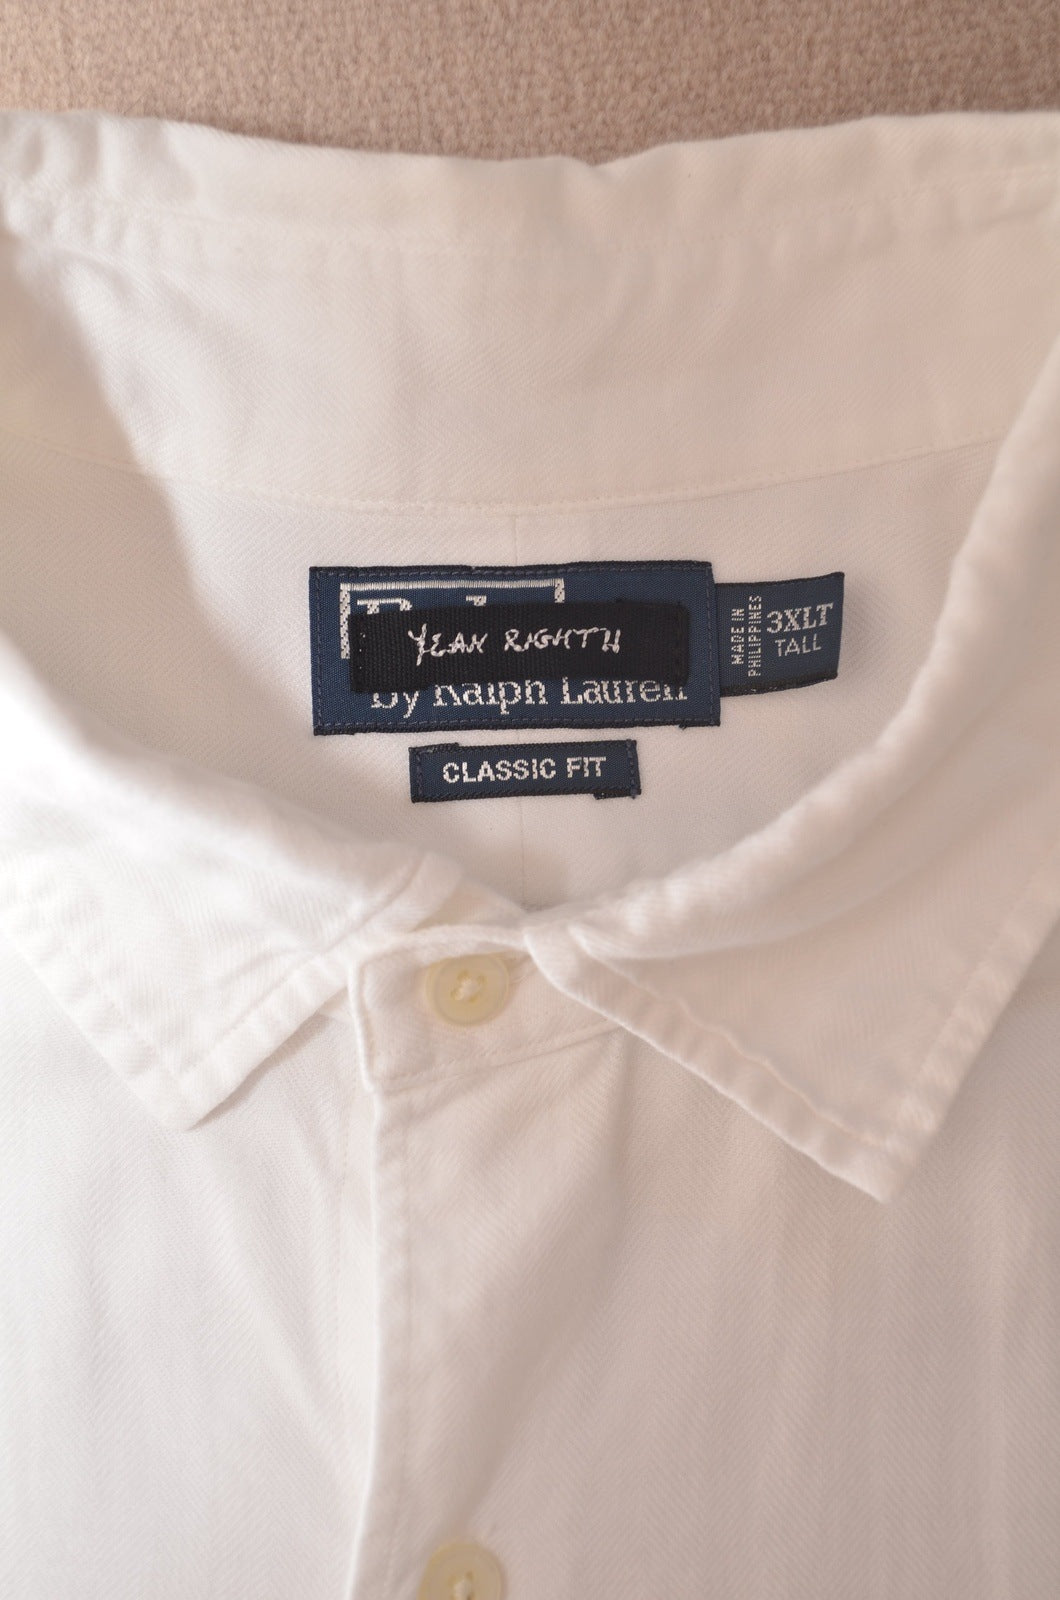 YEAH RIGHT!!
by Ralph Lauren
MADE IN
PHILIPPINES
3XLT
TALL
CLASSIC FIT